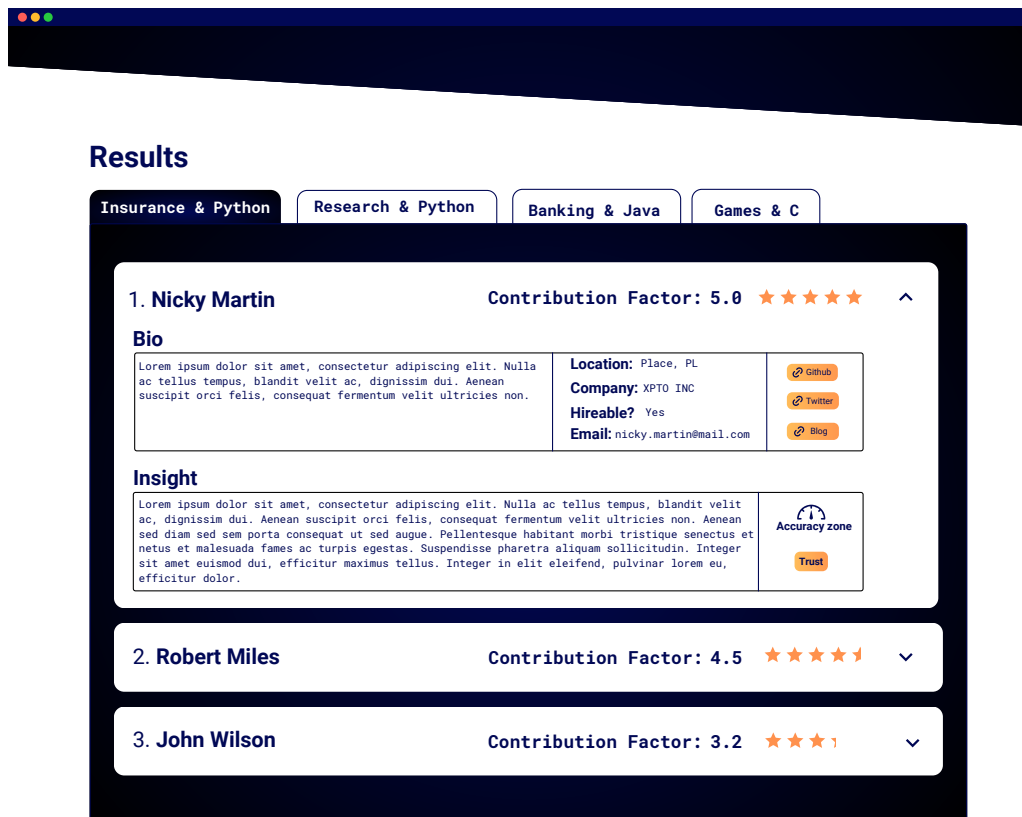 Results
Insurance & Python
Research & Python
Banking & Java
Games & C
1. Nicky Martin
Contribution Factor: 5.0
Bio
Lorem ipsum dolor sit amet, consectetur adipiscing elit. Nulla
ac tellus tempus, blandit velit ac, dignissim dui. Aenean
suscipit orci felis, consequat fermentum velit ultricies non.
Location: Place, PL
Company: XPTO INC
Hireable? Yes
Email: nicky.martin@mail.com
Github
Twitter
Blog
Insight
Lorem ipsum dolor sit amet, consectetur adipiscing elit. Nulla ac tellus tempus, blandit velit
ac, dignissim dui. Aenean suscipit orci felis, consequat fermentum velit ultricies non. Aenean
sed diam sed sem porta consequat ut sed augue. Pellentesque habitant morbi tristique senectus et
netus et malesuada fames ac turpis egestas. Suspendisse pharetra aliquam sollicitudin. Integer
sit amet euismod dui, efficitur maximus tellus. Integer in elit eleifend, pulvinar lorem eu,
efficitur dolor.
Accuracy zone
Trust
2. Robert Miles
Contribution Factor: 4.5
3. John Wilson
Contribution Factor: 3.2